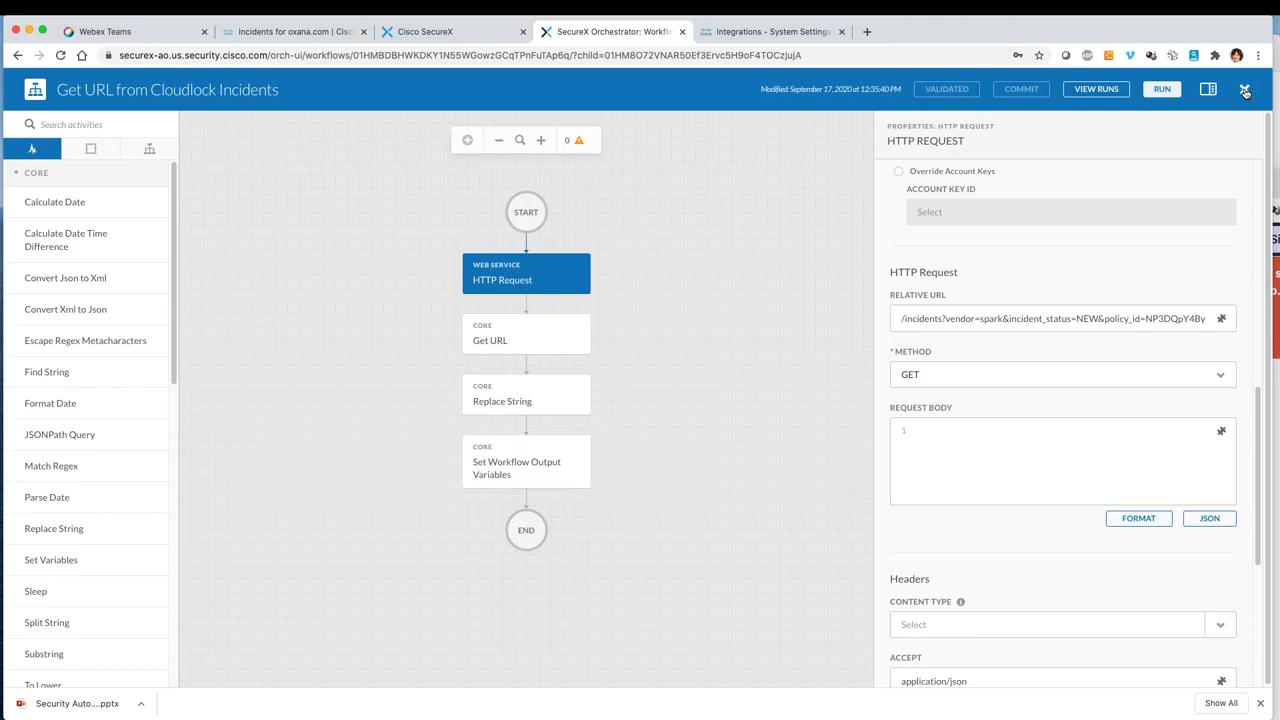 Webex Teams
Incidents for oxana.com | Cisc
Cisco SecureX
SecureX Orchestrator: Workflo
Integrations - System Settings
securex-ao.us.security.cisco.com/orch-ui/workflows/01HMBDBHWKDKY1N55WGowzGCqTPnFuTAp6q/?childId=01HM8O72VNAR50Ef3Ervc5H9oF4TOCzjuJA
Get URL from Cloudlock Incidents
Modified: September 17, 2020 at 12:35:40 PM
VALIDATED
COMMIT
VIEW RUNS
RUN
Search activities
CORE
Calculate Date
Calculate Date Time
Difference
Convert Json to Xml
Convert Xml to Json
Escape Regex Metacharacters
Find String
Format Date
JSONPath Query
Match Regex
Parse Date
Replace String
Set Variables
Sleep
Split String
Substring
To Lower
0
START
WEB SERVICE
HTTP Request
CORE
Get URL
CORE
Replace String
CORE
Set Workflow Output
Variables
END
PROPERTIES: HTTP REQUEST
HTTP REQUEST
Override Account Keys
ACCOUNT KEY ID
Select
HTTP Request
RELATIVE URL
/incidents?vendor=spark&incident_status=NEW&policy_id=NP3DQpY4By
* METHOD
GET
REQUEST BODY
1
FORMAT
JSON
Headers
CONTENT TYPE
Select
ACCEPT
application/json
Security Auto....pptx
Show All